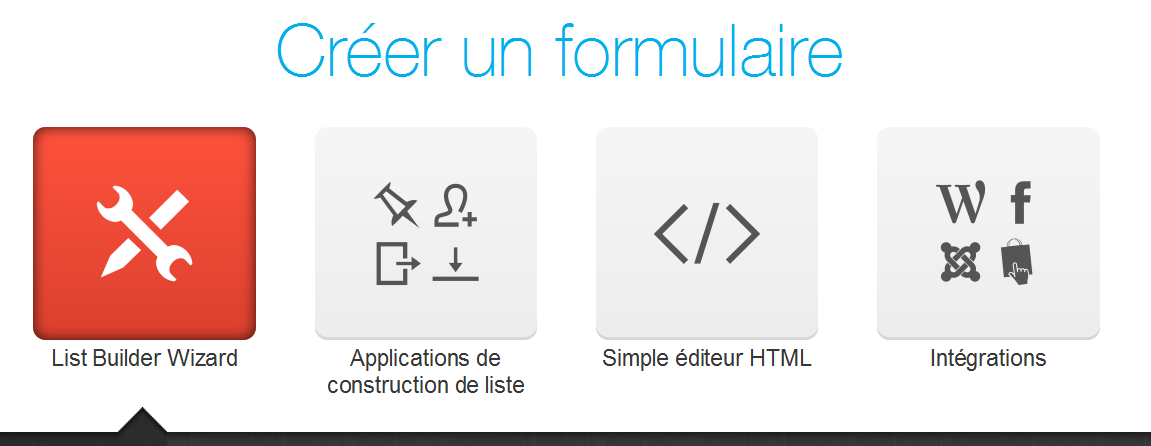 Créer un formulaire
List Builder Wizard
Applications de
construction de liste
Simple éditeur HTML
Intégrations